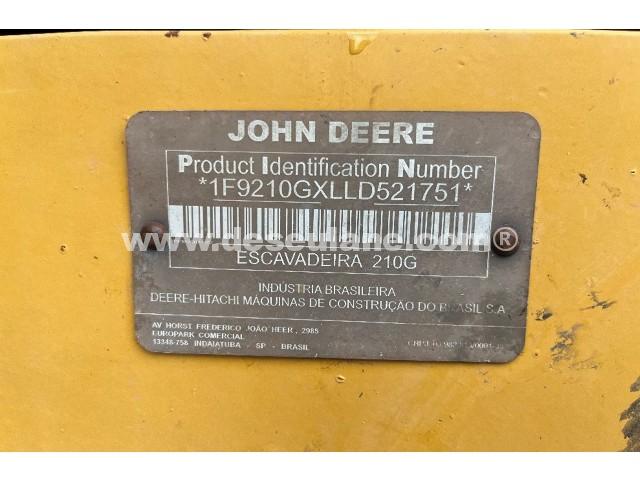 JOHN DEERE
Product Identification Number
*1F9210GXLLD521751*
www.desculane.com®
ESCAVADEIRA 210G
INDÚSTRIA BRASILEIRA
DEERE-HITACHI MÁQUINAS DE CONSTRUÇÃO DO BRASIL S.A
AV HORST FREDERICO JOÃO HEER, 2985
EUROPARK COMERCIAL
13348-758 INDAIATUBA - SP - BRASIL